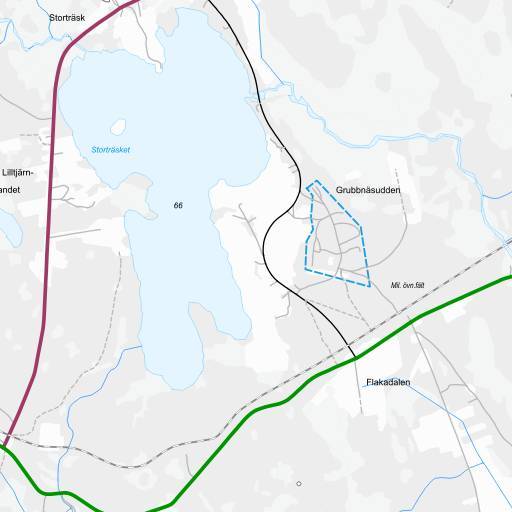 Storträsk
Storträsket
Lilltjärn-
andet
66
Grubbnäsudden
Mil. övn.fält
Flakadalen